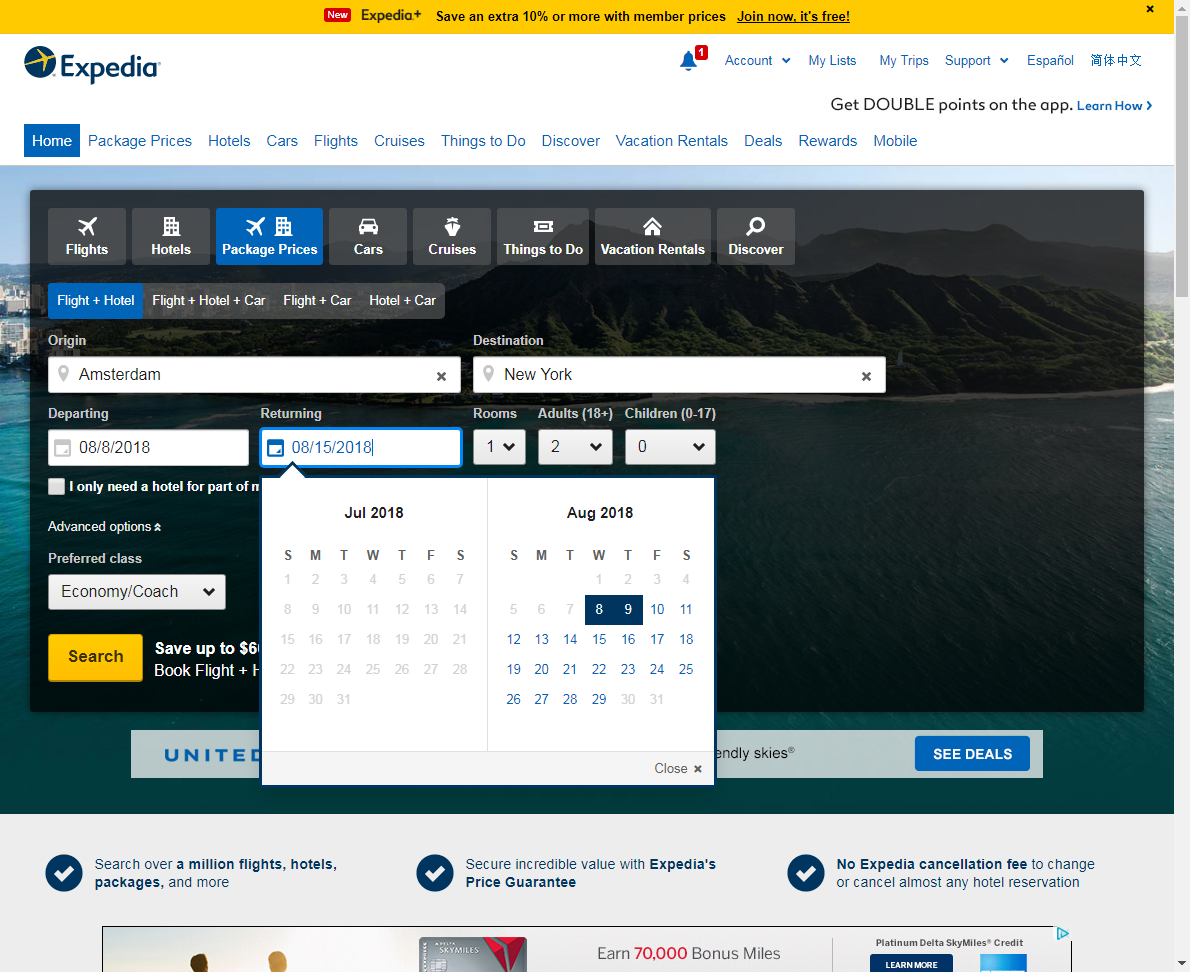 New Expedia+ Save an extra 10% or more with member prices Join now, it's free!
Expedia
1 Account My Lists My Trips Support Español 简体中文
Get DOUBLE points on the app. Learn How
Home Package Prices Hotels Cars Flights Cruises Things to Do Discover Vacation Rentals Deals Rewards Mobile
Flights Hotels Package Prices Cars Cruises Things to Do Vacation Rentals Discover
Flight + Hotel Flight + Hotel + Car Flight + Car Hotel + Car
Origin Destination
Amsterdam New York
Departing Returning Rooms Adults (18+) Children (0-17)
08/8/2018 08/15/2018 1 2 0
I only need a hotel for part of
Advanced options
Preferred class
Economy/Coach
Search
Save up to
Book Flight +
Jul 2018
S M T W T F S
1 2 3 4 5 6 7
8 9 10 11 12 13 14
15 16 17 18 19 20 21
22 23 24 25 26 27 28
29 30 31
Aug 2018
S M T W T F S
1 2 3 4
5 6 7 8 9 10 11
12 13 14 15 16 17 18
19 20 21 22 23 24 25
26 27 28 29 30 31
Close
UNITED skies® SEE DEALS
Search over a million flights, hotels,
packages, and more
Secure incredible value with Expedia's
Price Guarantee
No Expedia cancellation fee to change
or cancel almost any hotel reservation
DELTA
SKYMILES
Earn 70,000 Bonus Miles
Platinum Delta SkyMiles® Credit
LEARN MORE